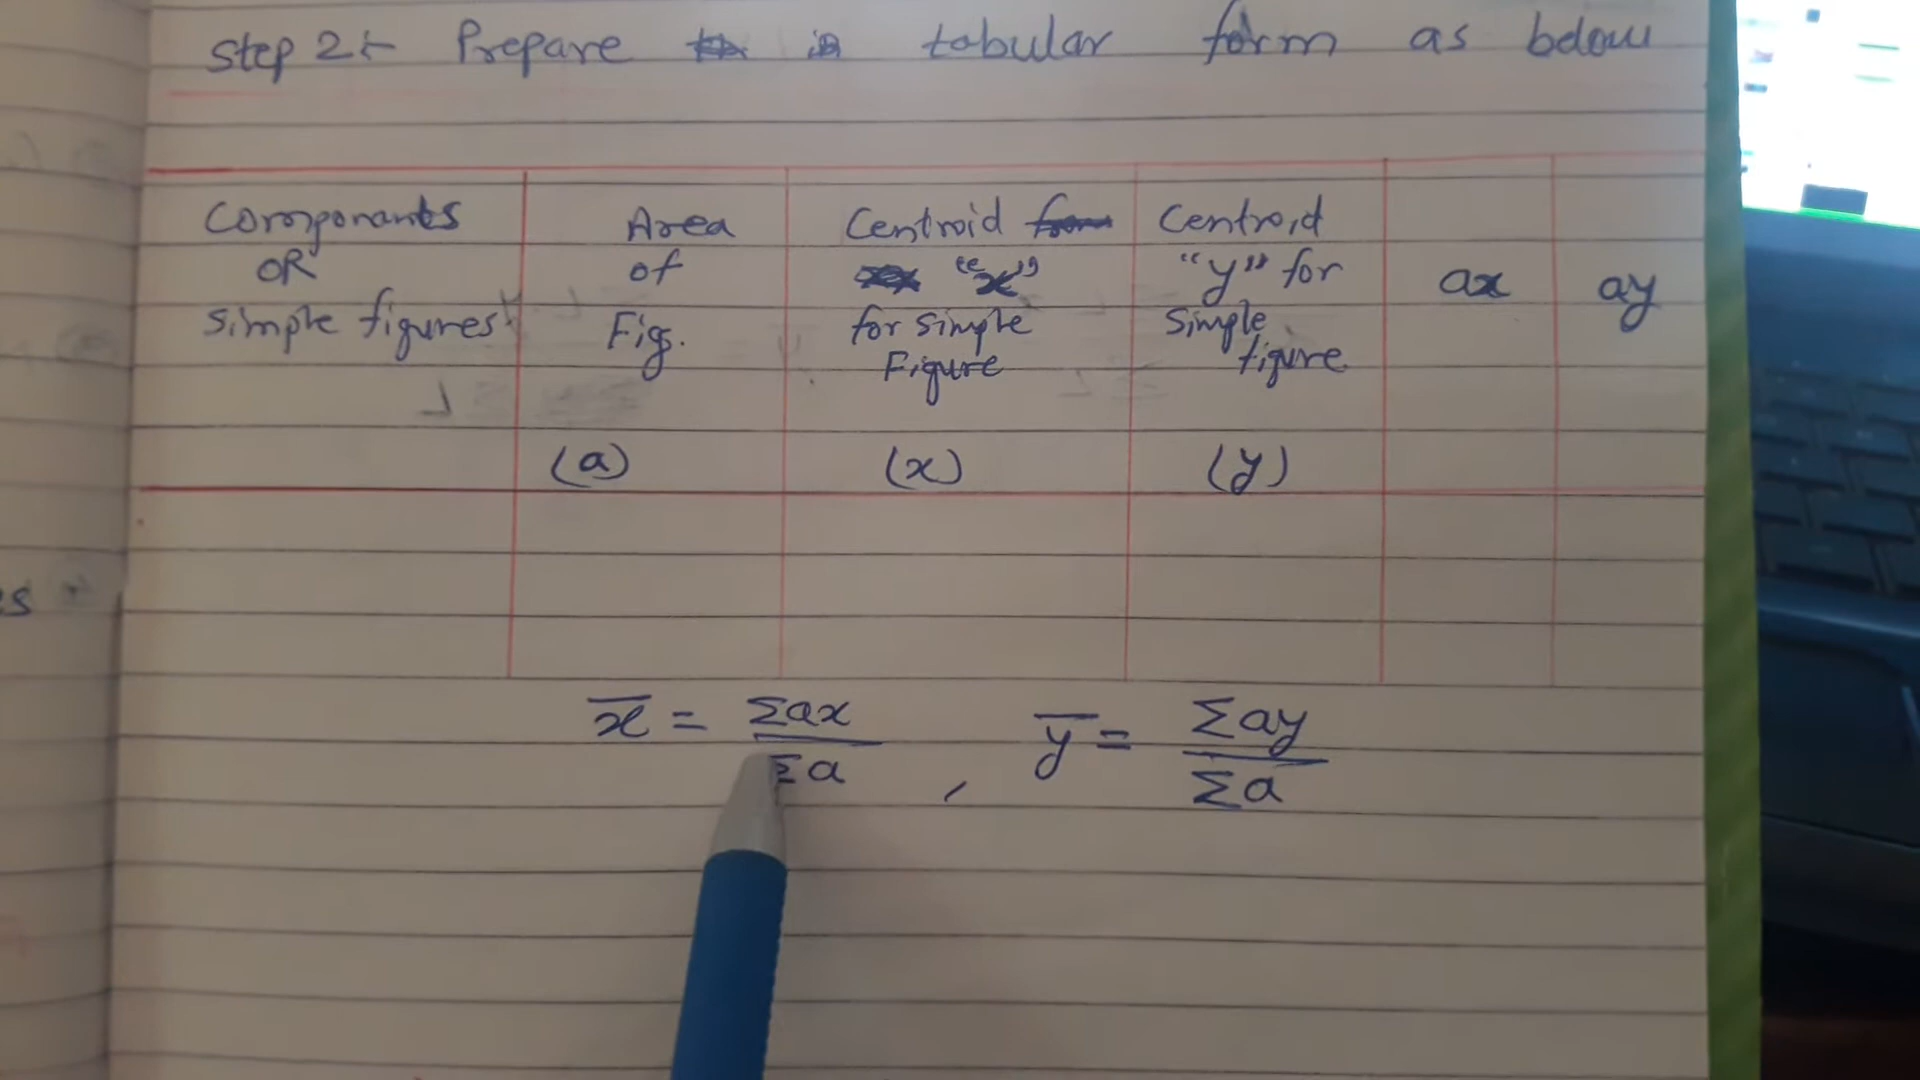 Step 2:- Prepare tabular form as below
Componants OR simple figures
Area of Fig.
(a)
Centroid "x" for simple Figure
(x)
Centroid "y" for simple figure
(y)
ax
ay
x̄ = Σax / Σa , ȳ = Σay / Σa